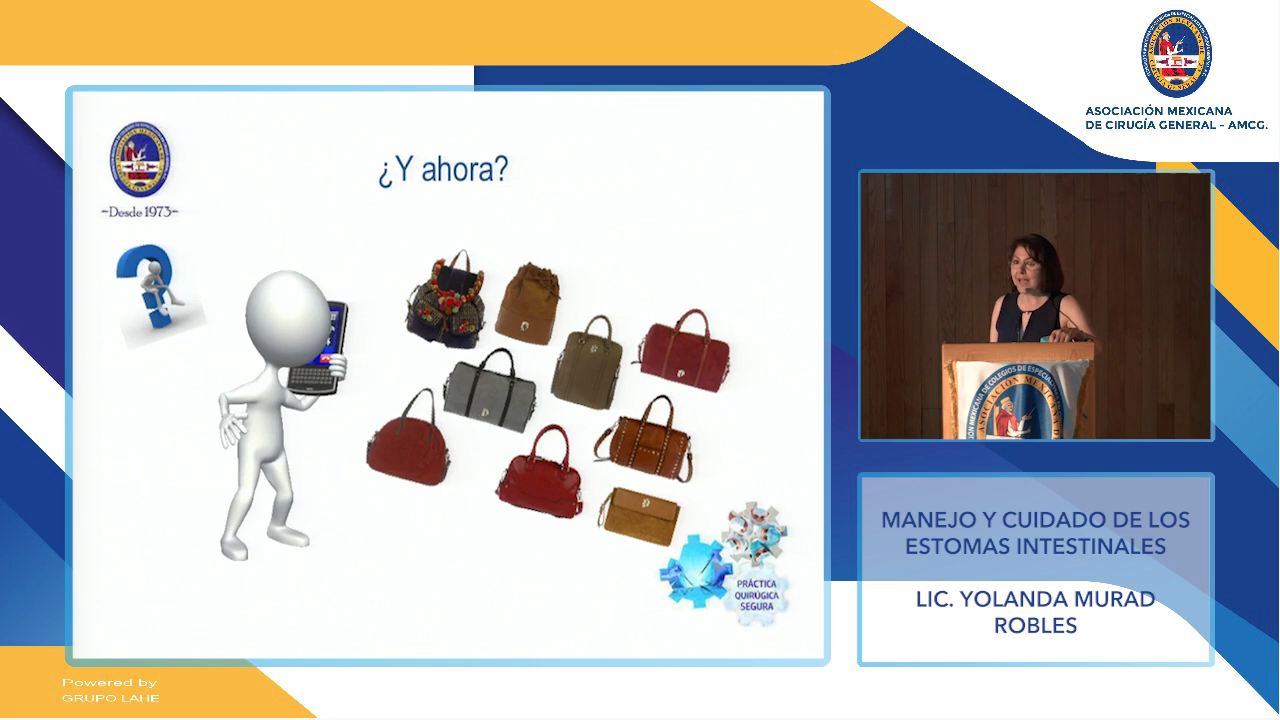 ASOCIACIÓN MEXICANA
DE CIRUGÍA GENERAL - AMCG.
¿Y ahora?
~Desde 1973~
PRÁCTICA
QUIRÚGICA
SEGURA
MANEJO Y CUIDADO DE LOS
ESTOMAS INTESTINALES
LIC. YOLANDA MURAD
ROBLES
Powered by
GRUPO LAHE